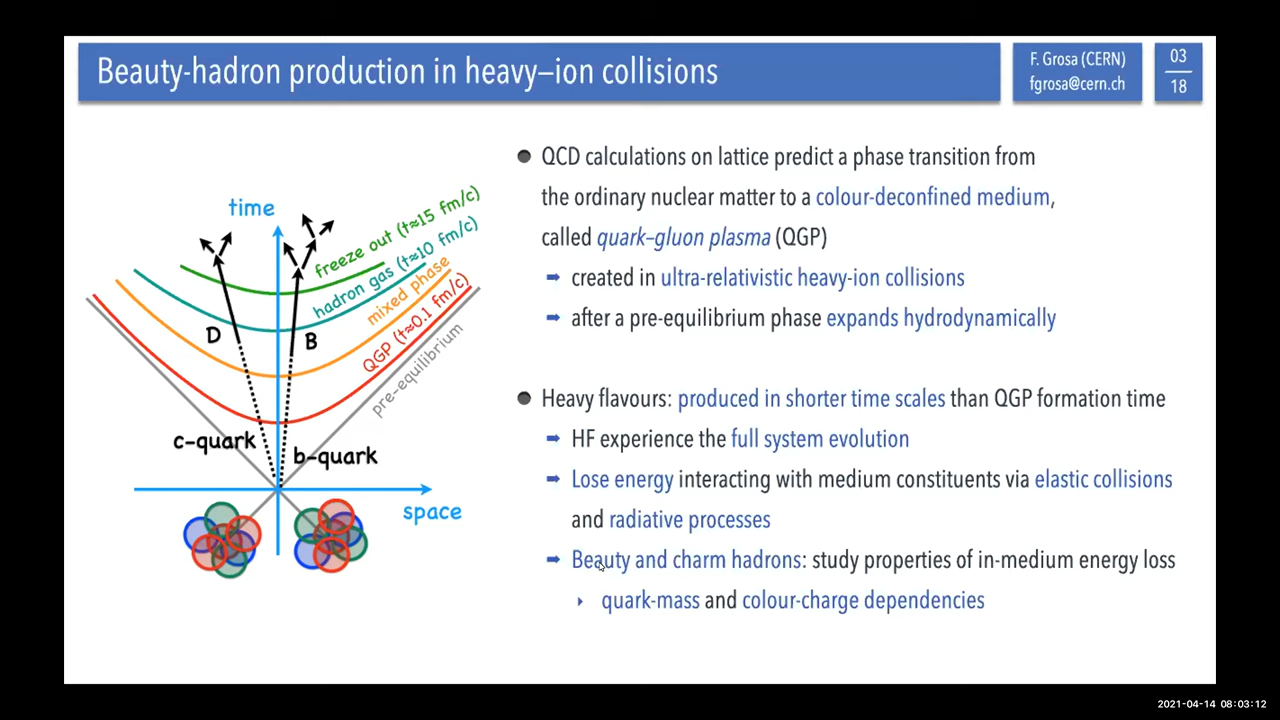 Beauty-hadron production in heavy–ion collisions
F. Grosa (CERN)
fgrosa@cern.ch
03
18
QCD calculations on lattice predict a phase transition from
the ordinary nuclear matter to a colour-deconfined medium,
called quark–gluon plasma (QGP)
created in ultra-relativistic heavy-ion collisions
after a pre-equilibrium phase expands hydrodynamically
Heavy flavours: produced in shorter time scales than QGP formation time
HF experience the full system evolution
Lose energy interacting with medium constituents via elastic collisions
and radiative processes
Beauty and charm hadrons: study properties of in-medium energy loss
quark-mass and colour-charge dependencies
time
freeze out (t≈15 fm/c)
hadron gas (t≈10 fm/c)
mixed phase
QGP (t≈0.1 fm/c)
pre-equilibrium
D
B
c-quark
b-quark
space
2021-04-14 08:03:12